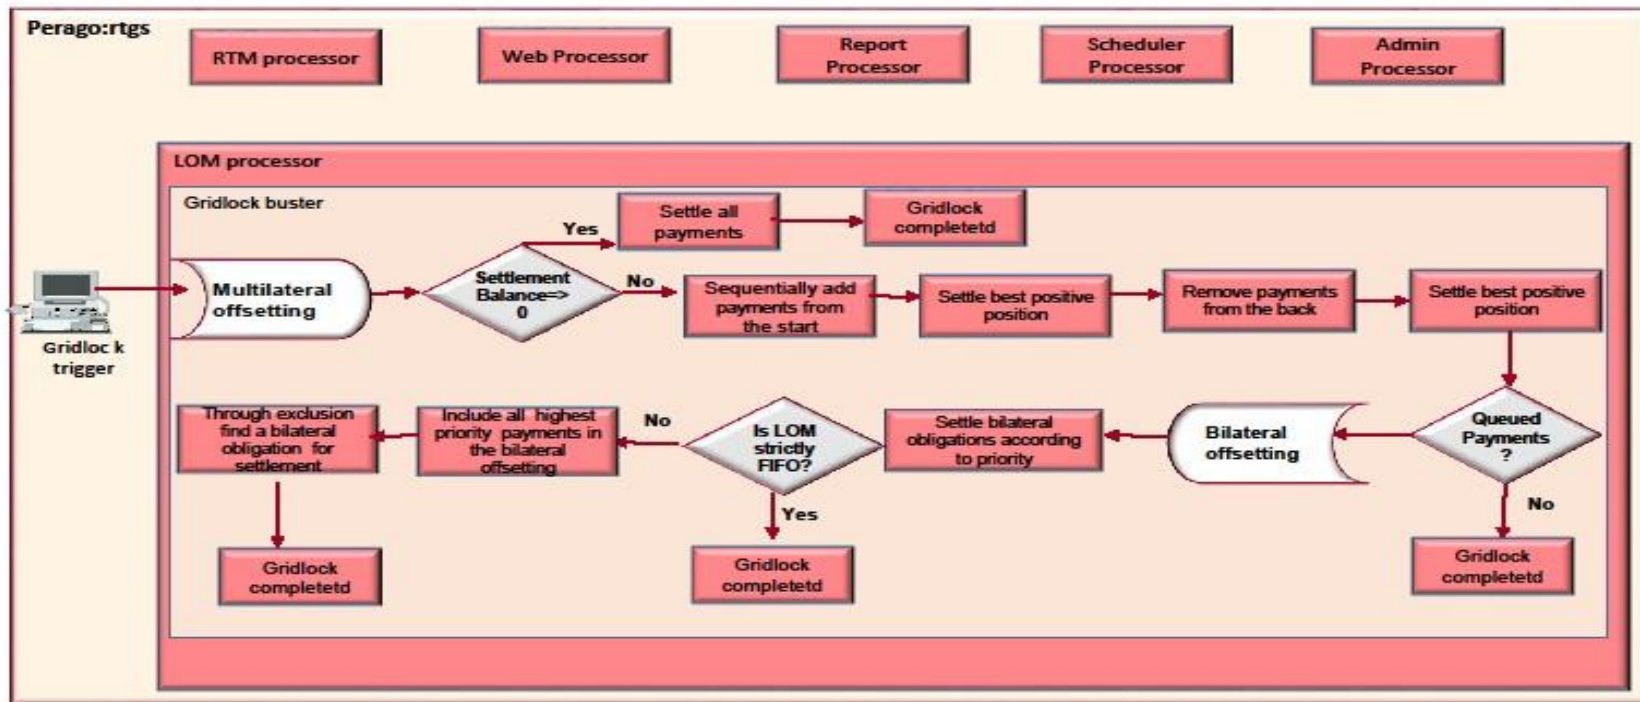 Perago:rtgs
RTM processor
Web Processor
Report
Processor
Scheduler
Processor
Admin
Processor
LOM processor
Gridlock buster
Settle all
payments
Gridlock
completetd
Yes
Multilateral
offsetting
Settlement
Balance=>
0
No
Sequentially add
payments from
the start
Settle best positive
position
Remove payments
from the back
Settle best positive
position
Gridloc k
trigger
Through exclusion
find a bilateral
obligation for
settlement
Include all highest
priority payments in
the bilateral
offsetting
No
Is LOM
strictly
FIFO?
Settle bilateral
obligations according
to priority
Bilateral
offsetting
Queued
Payments
?
Yes
No
Gridlock
completetd
Gridlock
completetd
Gridlock
completetd